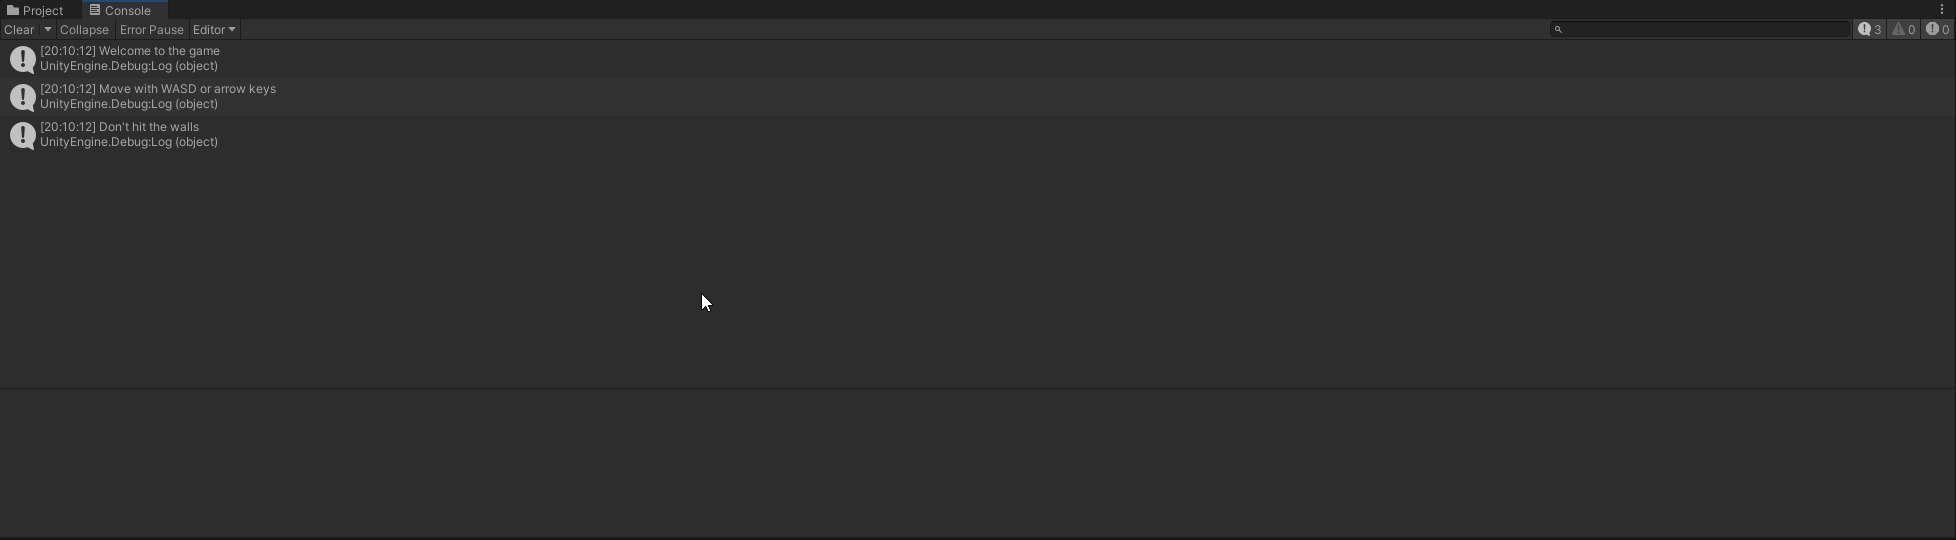 Project Console
Clear Collapse Error Pause Editor 3 0 0
[20:10:12] Welcome to the game
UnityEngine.Debug:Log (object)
[20:10:12] Move with WASD or arrow keys
UnityEngine.Debug:Log (object)
[20:10:12] Don't hit the walls
UnityEngine.Debug:Log (object)